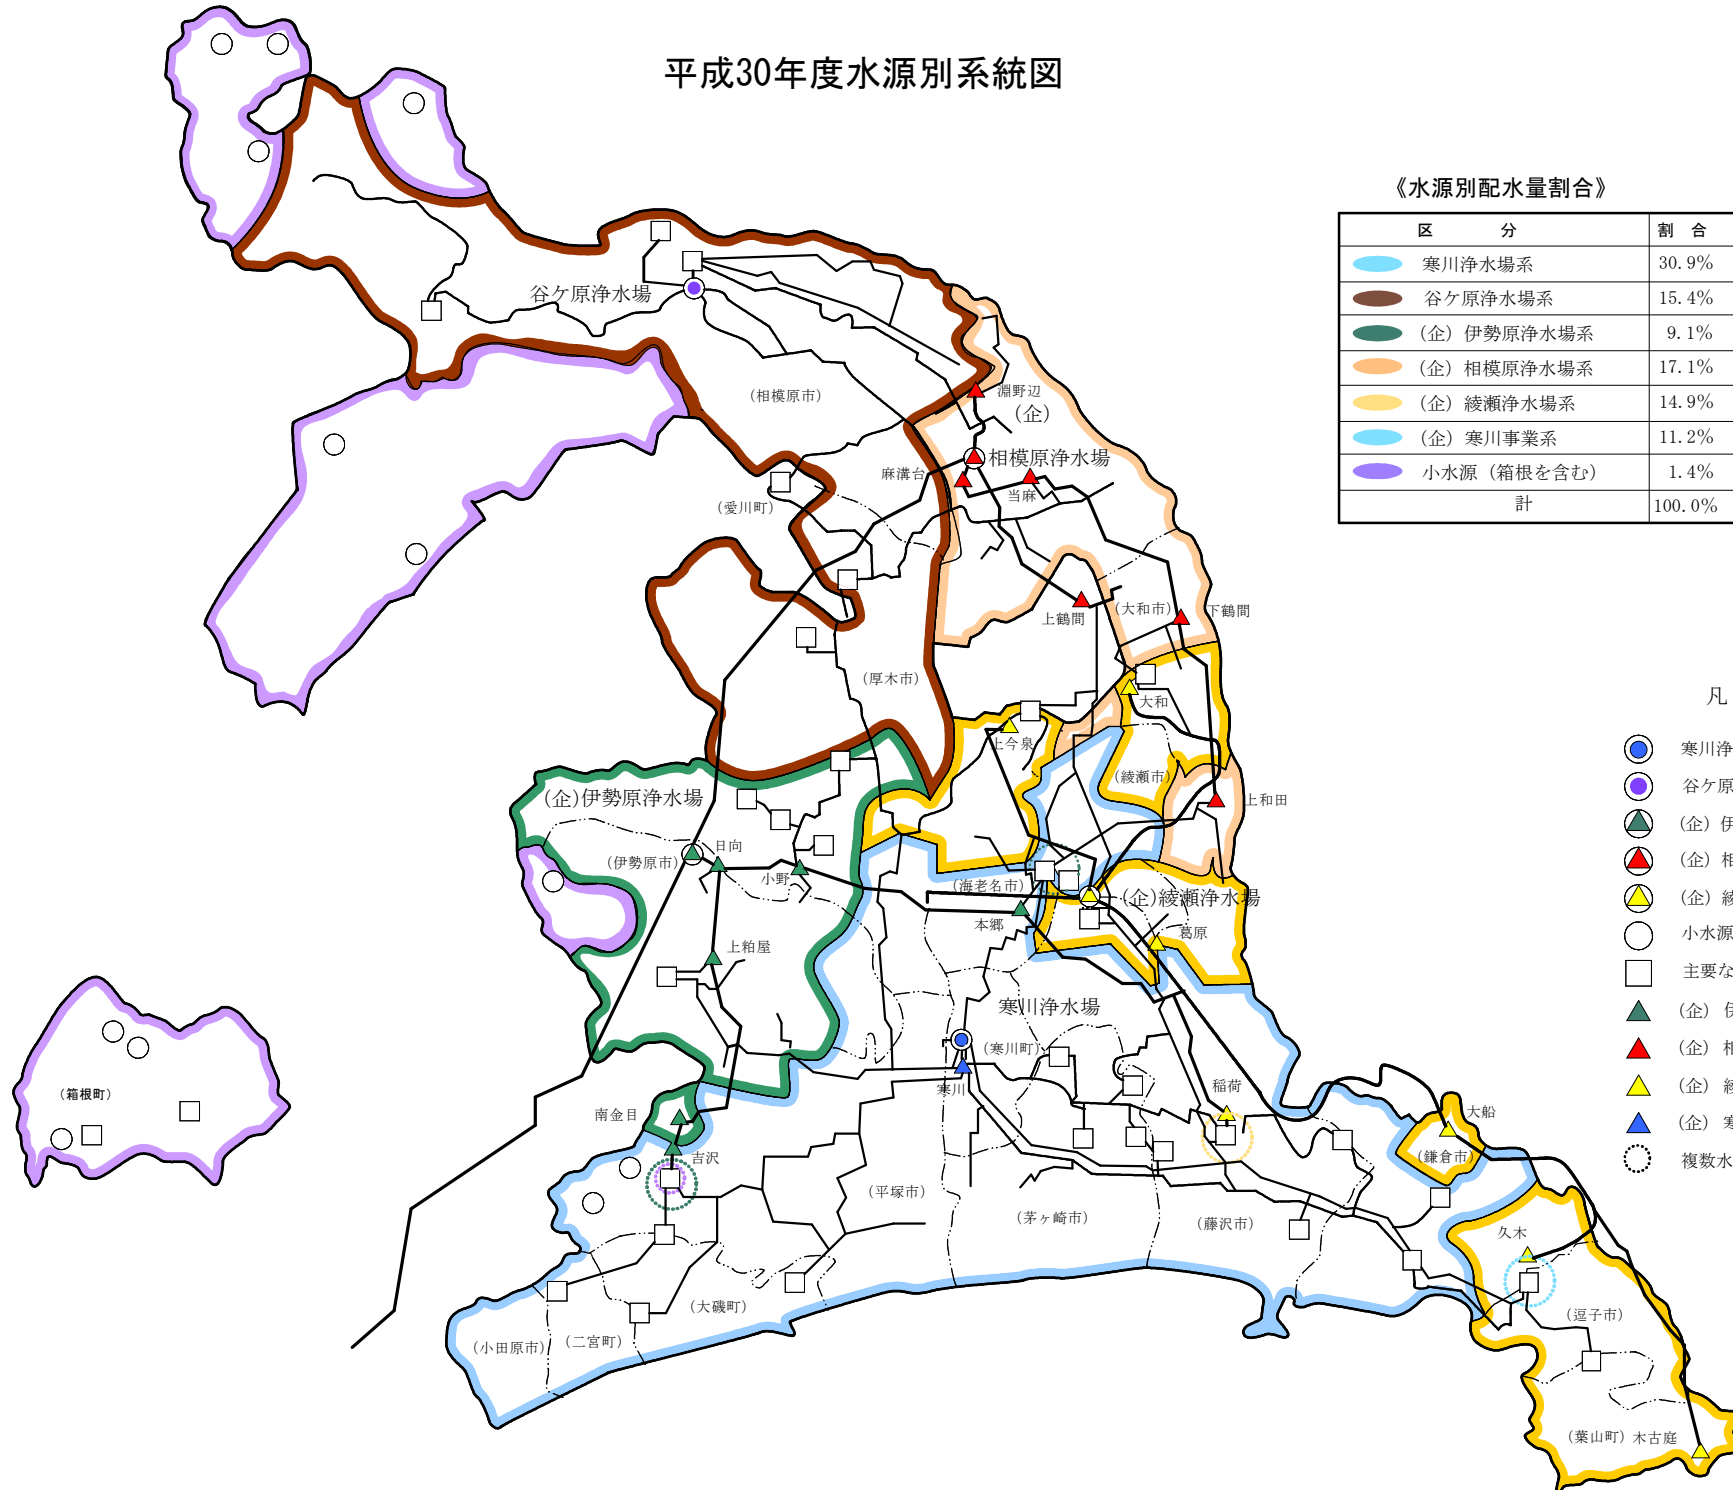 平成30年度水源別系統図
《水源別配水量割合》
区　分　割　合
寒川浄水場系　30.9%
谷ケ原浄水場系　15.4%
(企) 伊勢原浄水場系　9.1%
(企) 相模原浄水場系　17.1%
(企) 綾瀬浄水場系　14.9%
(企) 寒川事業系　11.2%
小水源（箱根を含む）　1.4%
計　100.0%
谷ケ原浄水場
(相模原市)
淵野辺
(企)
相模原浄水場
麻溝台
当麻
(愛川町)
上鶴間
(大和市)
下鶴間
(厚木市)
大和
上今泉
(綾瀬市)
上和田
(企)伊勢原浄水場
日向
(伊勢原市)
小野
(海老名市)
(企)綾瀬浄水場
本郷
葛原
上粕屋
寒川浄水場
(寒川町)
寒川
稲荷
(箱根町)
南金目
吉沢
大船
(鎌倉市)
(平塚市)
(茅ヶ崎市)
(藤沢市)
久木
(大磯町)
(逗子市)
(小田原市)
(二宮町)
(葉山町)
木古庭
凡
寒川浄
谷ケ原
(企) 伊
(企) 相
(企) 綾
小水源
主要な
(企) 伊
(企) 相
(企) 綾
(企) 寒
複数水